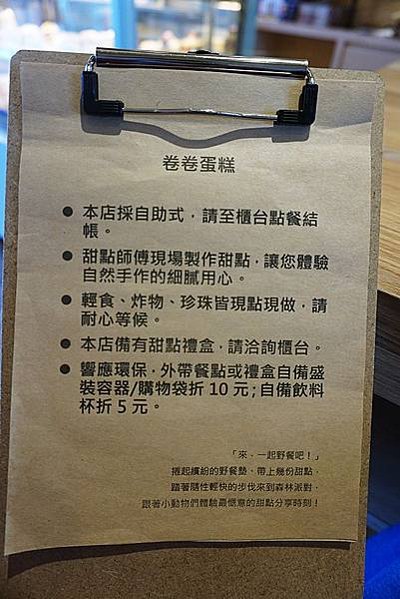 卷卷蛋糕
● 本店採自助式，請至櫃台點餐結
帳。
● 甜點師傅現場製作甜點，讓您體驗
自然手作的細膩用心。
● 輕食、炸物、珍珠皆現點現做，請
耐心等候。
● 本店備有甜點禮盒，請洽詢櫃台。
● 響應環保，外帶餐點或禮盒自備盛
裝容器/購物袋折 10 元；自備飲料
杯折 5 元。
「來，一起野餐吧！」
捲起繽紛的野餐墊、帶上幾份甜點，
踏著隨性輕快的步伐來到森林派對，
跟著小動物們體驗最愜意的甜點分享時刻！